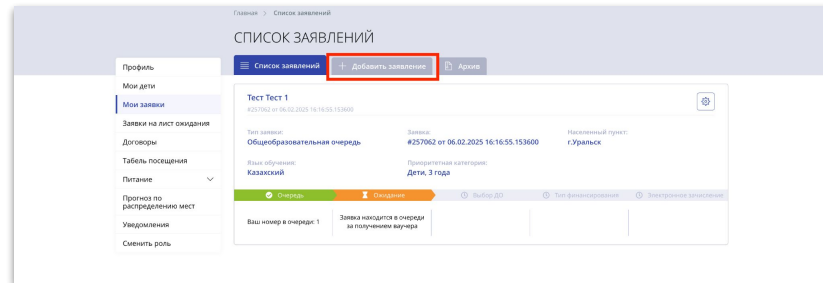 Главная > Список заявлений
СПИСОК ЗАЯВЛЕНИЙ
Список заявлений
+ Добавить заявление
Архив
Профиль
Мои дети
Мои заявки
Заявки на лист ожидания
Договоры
Табель посещения
Питание
Прогноз по
распределению мест
Уведомления
Сменить роль
Тест Тест 1
#257062 от 06.02.2025 16:16:55.153600
Тип заявки:
Общеобразовательная очередь
Заявка:
#257062 от 06.02.2025 16:16:55.153600
Населенный пункт:
г.Уральск
Язык обучения:
Казахский
Приоритетная категория:
Дети, 3 года
Очередь
Ожидание
Выбор ДО
Тип финансирования
Электронное зачисление
Ваш номер в очереди: 1
Заявка находится в очереди
за получением ваучера